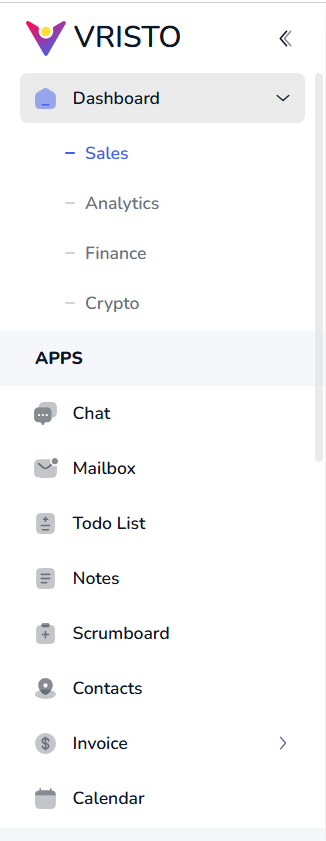 VRISTO
Dashboard
Sales
Analytics
Finance
Crypto
APPS
Chat
Mailbox
Todo List
Notes
Scrumboard
Contacts
Invoice
Calendar